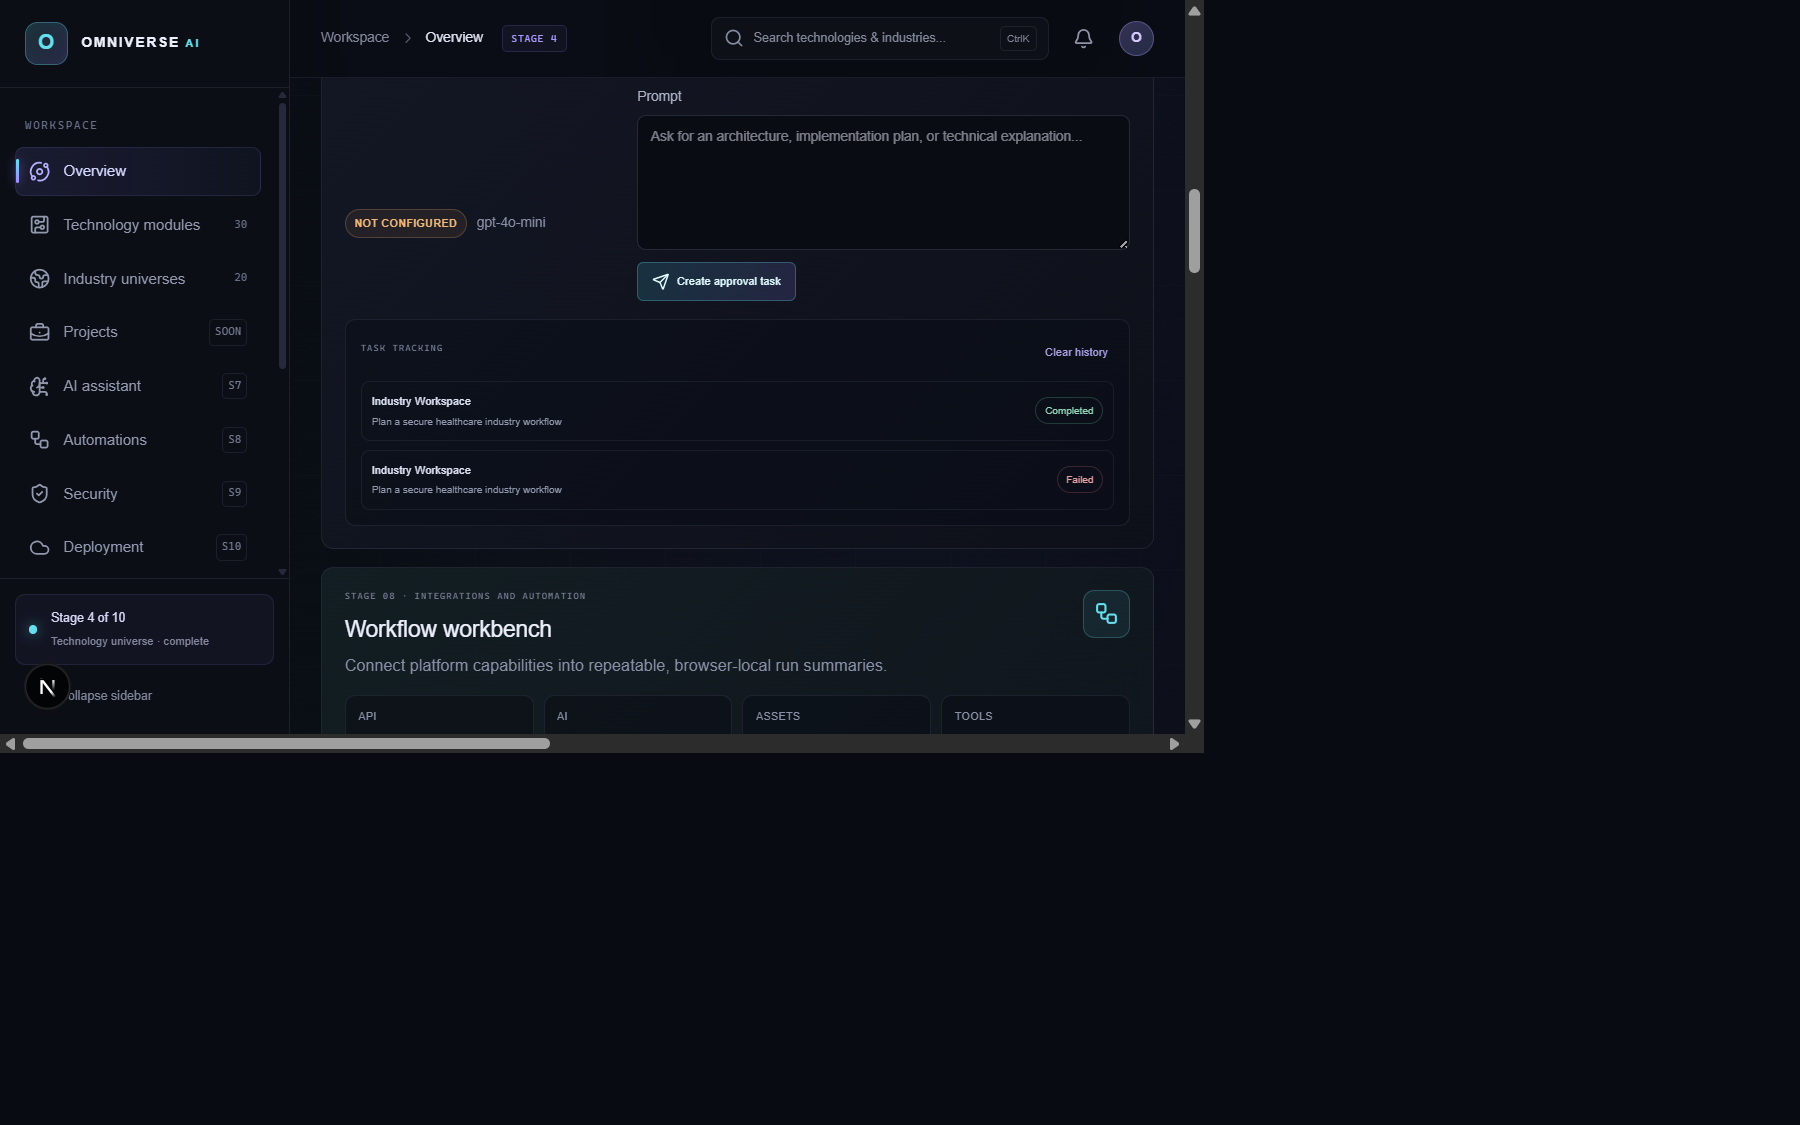 O OMNIVERSE AI
WORKSPACE
Overview
Technology modules 30
Industry universes 20
Projects SOON
AI assistant S7
Automations S8
Security S9
Deployment S10
Stage 4 of 10
Technology universe · complete
N
ollapse sidebar
Workspace Overview STAGE 4
Search technologies & industries... CtrlK
O
Prompt
Ask for an architecture, implementation plan, or technical explanation...
NOT CONFIGURED gpt-4o-mini
Create approval task
TASK TRACKING
Clear history
Industry Workspace
Plan a secure healthcare industry workflow
Completed
Industry Workspace
Plan a secure healthcare industry workflow
Failed
STAGE 08 · INTEGRATIONS AND AUTOMATION
Workflow workbench
Connect platform capabilities into repeatable, browser-local run summaries.
API AI ASSETS TOOLS